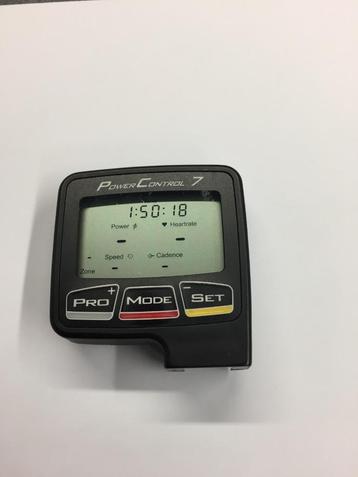 POWERCONTROL 7
1:50:18
Power Heartrate
- -
- Speed Cadence
Zone - -
+ -
PRO MODE SET